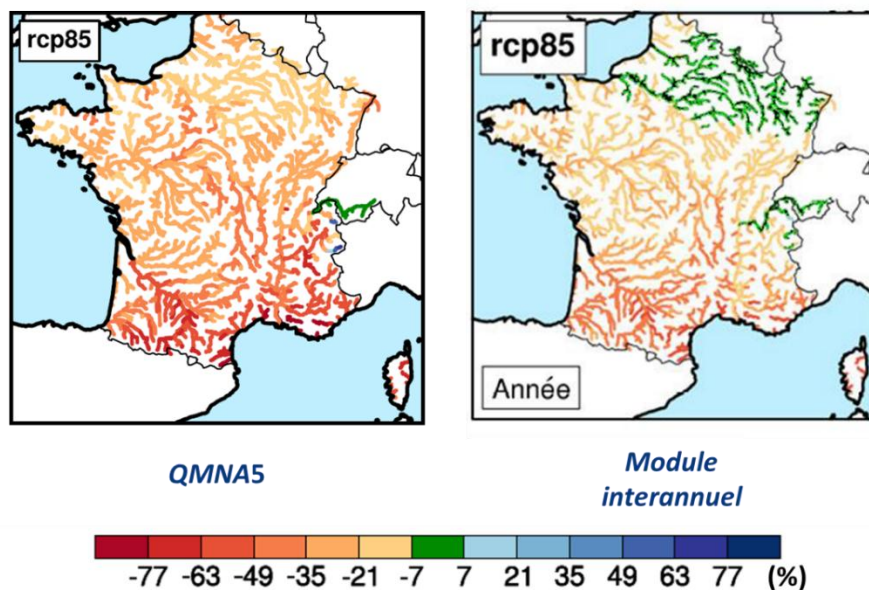 rcp85
rcp85
Année
QMNA5
Module
interannuel
-77 -63 -49 -35 -21 -7 7 21 35 49 63 77 (%)